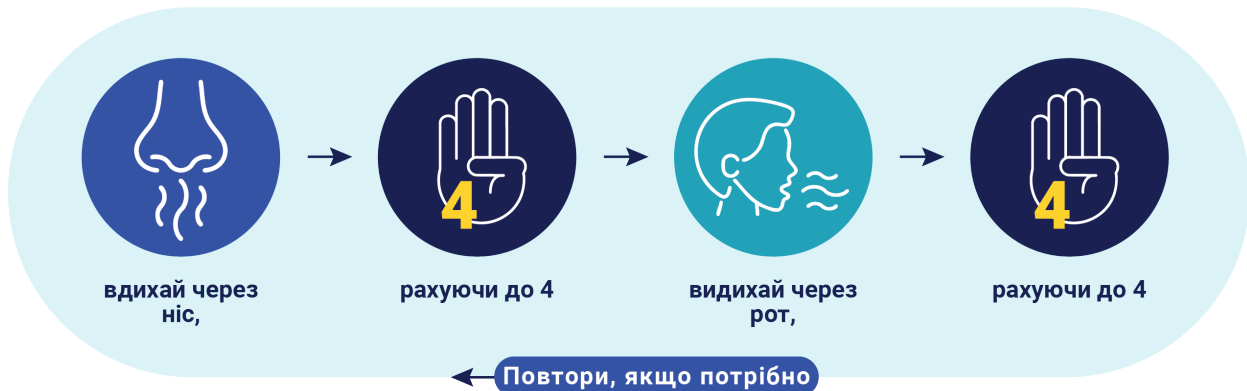 4
4
вдихай через
ніс,
рахуючи до 4
видихай через
рот,
рахуючи до 4
Повтори, якщо потрібно